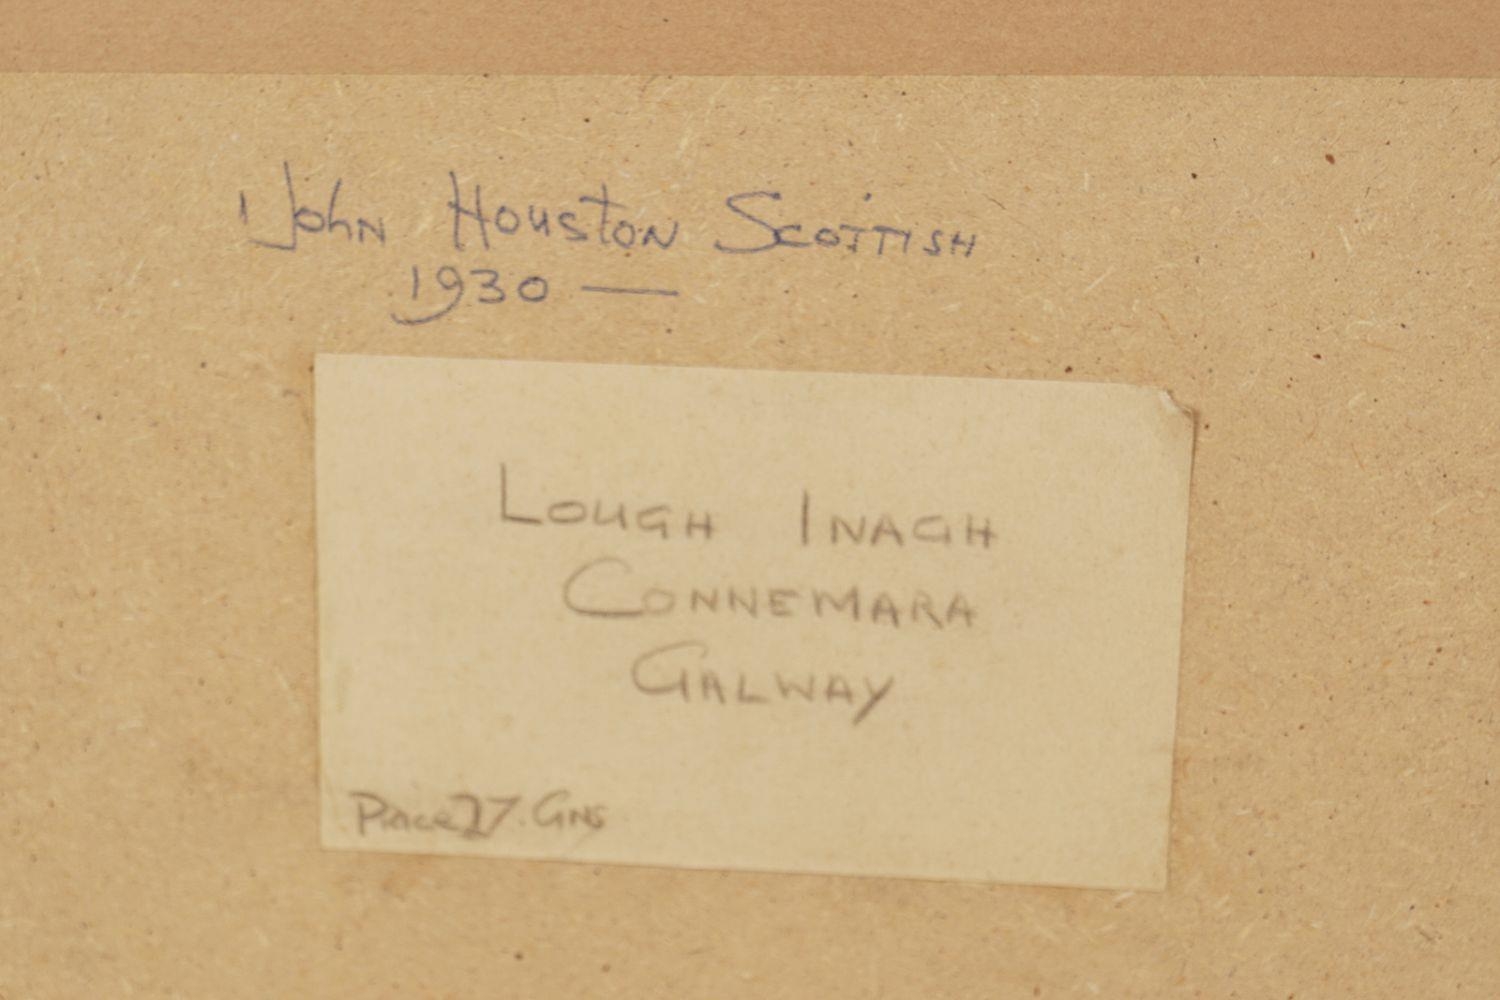 John Houston Scottish
1930 —
Lough Inagh
Connemara
Galway
Price 27. Gns